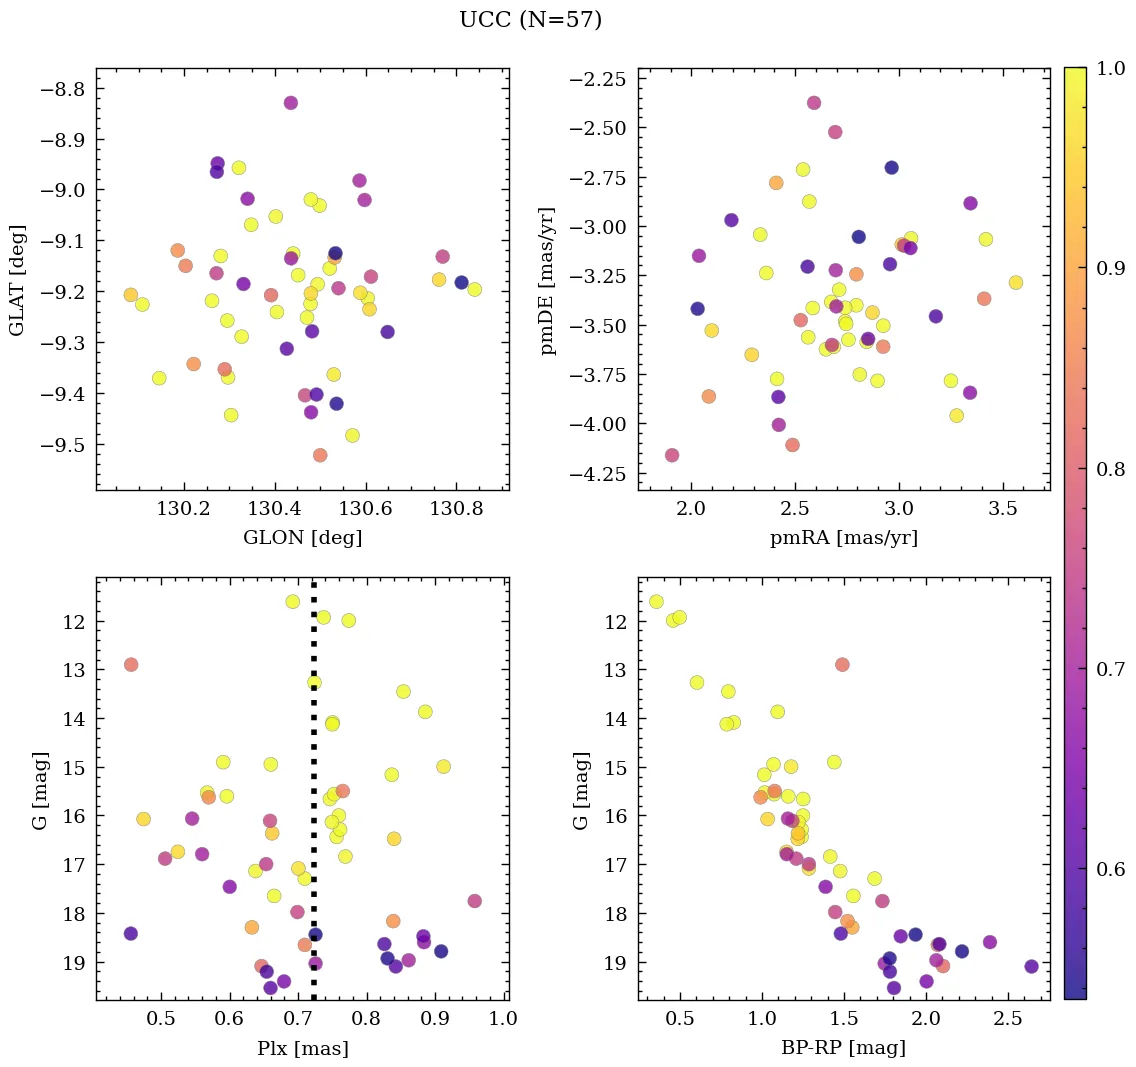 UCC (N=57)
−8.8
−8.9
−9.0
−9.1
−9.2
−9.3
−9.4
−9.5
GLAT [deg]
130.2 130.4 130.6 130.8
GLON [deg]
−2.25
−2.50
−2.75
−3.00
−3.25
−3.50
−3.75
−4.00
−4.25
pmDE [mas/yr]
2.0 2.5 3.0 3.5
pmRA [mas/yr]
12
13
14
15
16
17
18
19
G [mag]
0.5 0.6 0.7 0.8 0.9 1.0
Plx [mas]
12
13
14
15
16
17
18
19
G [mag]
0.5 1.0 1.5 2.0 2.5
BP-RP [mag]
1.0
0.9
0.8
0.7
0.6